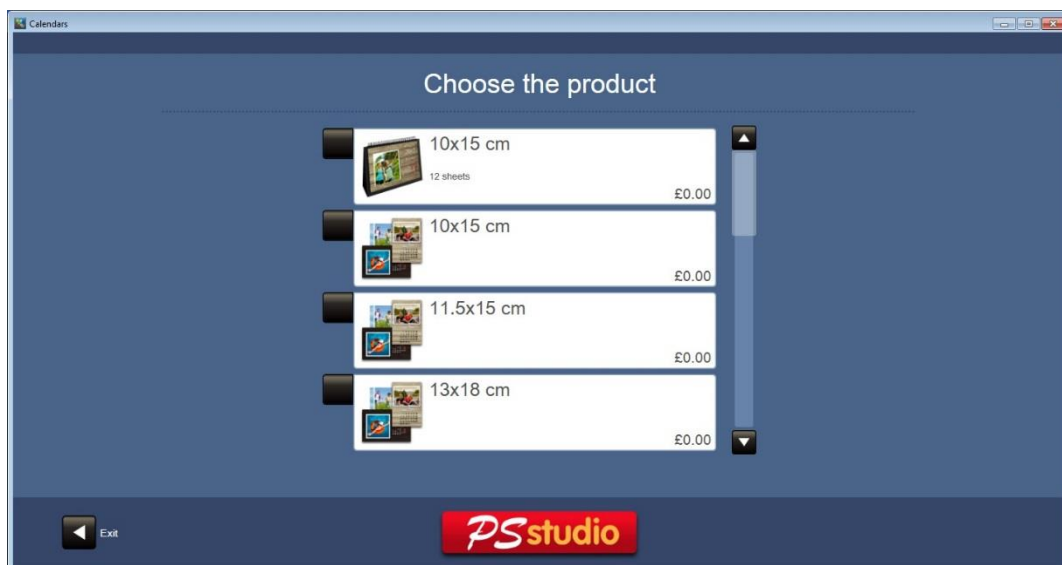 Calendars
Choose the product
10x15 cm
12 sheets
£0.00
10x15 cm
£0.00
11.5x15 cm
£0.00
13x18 cm
£0.00
Exit
PSstudio